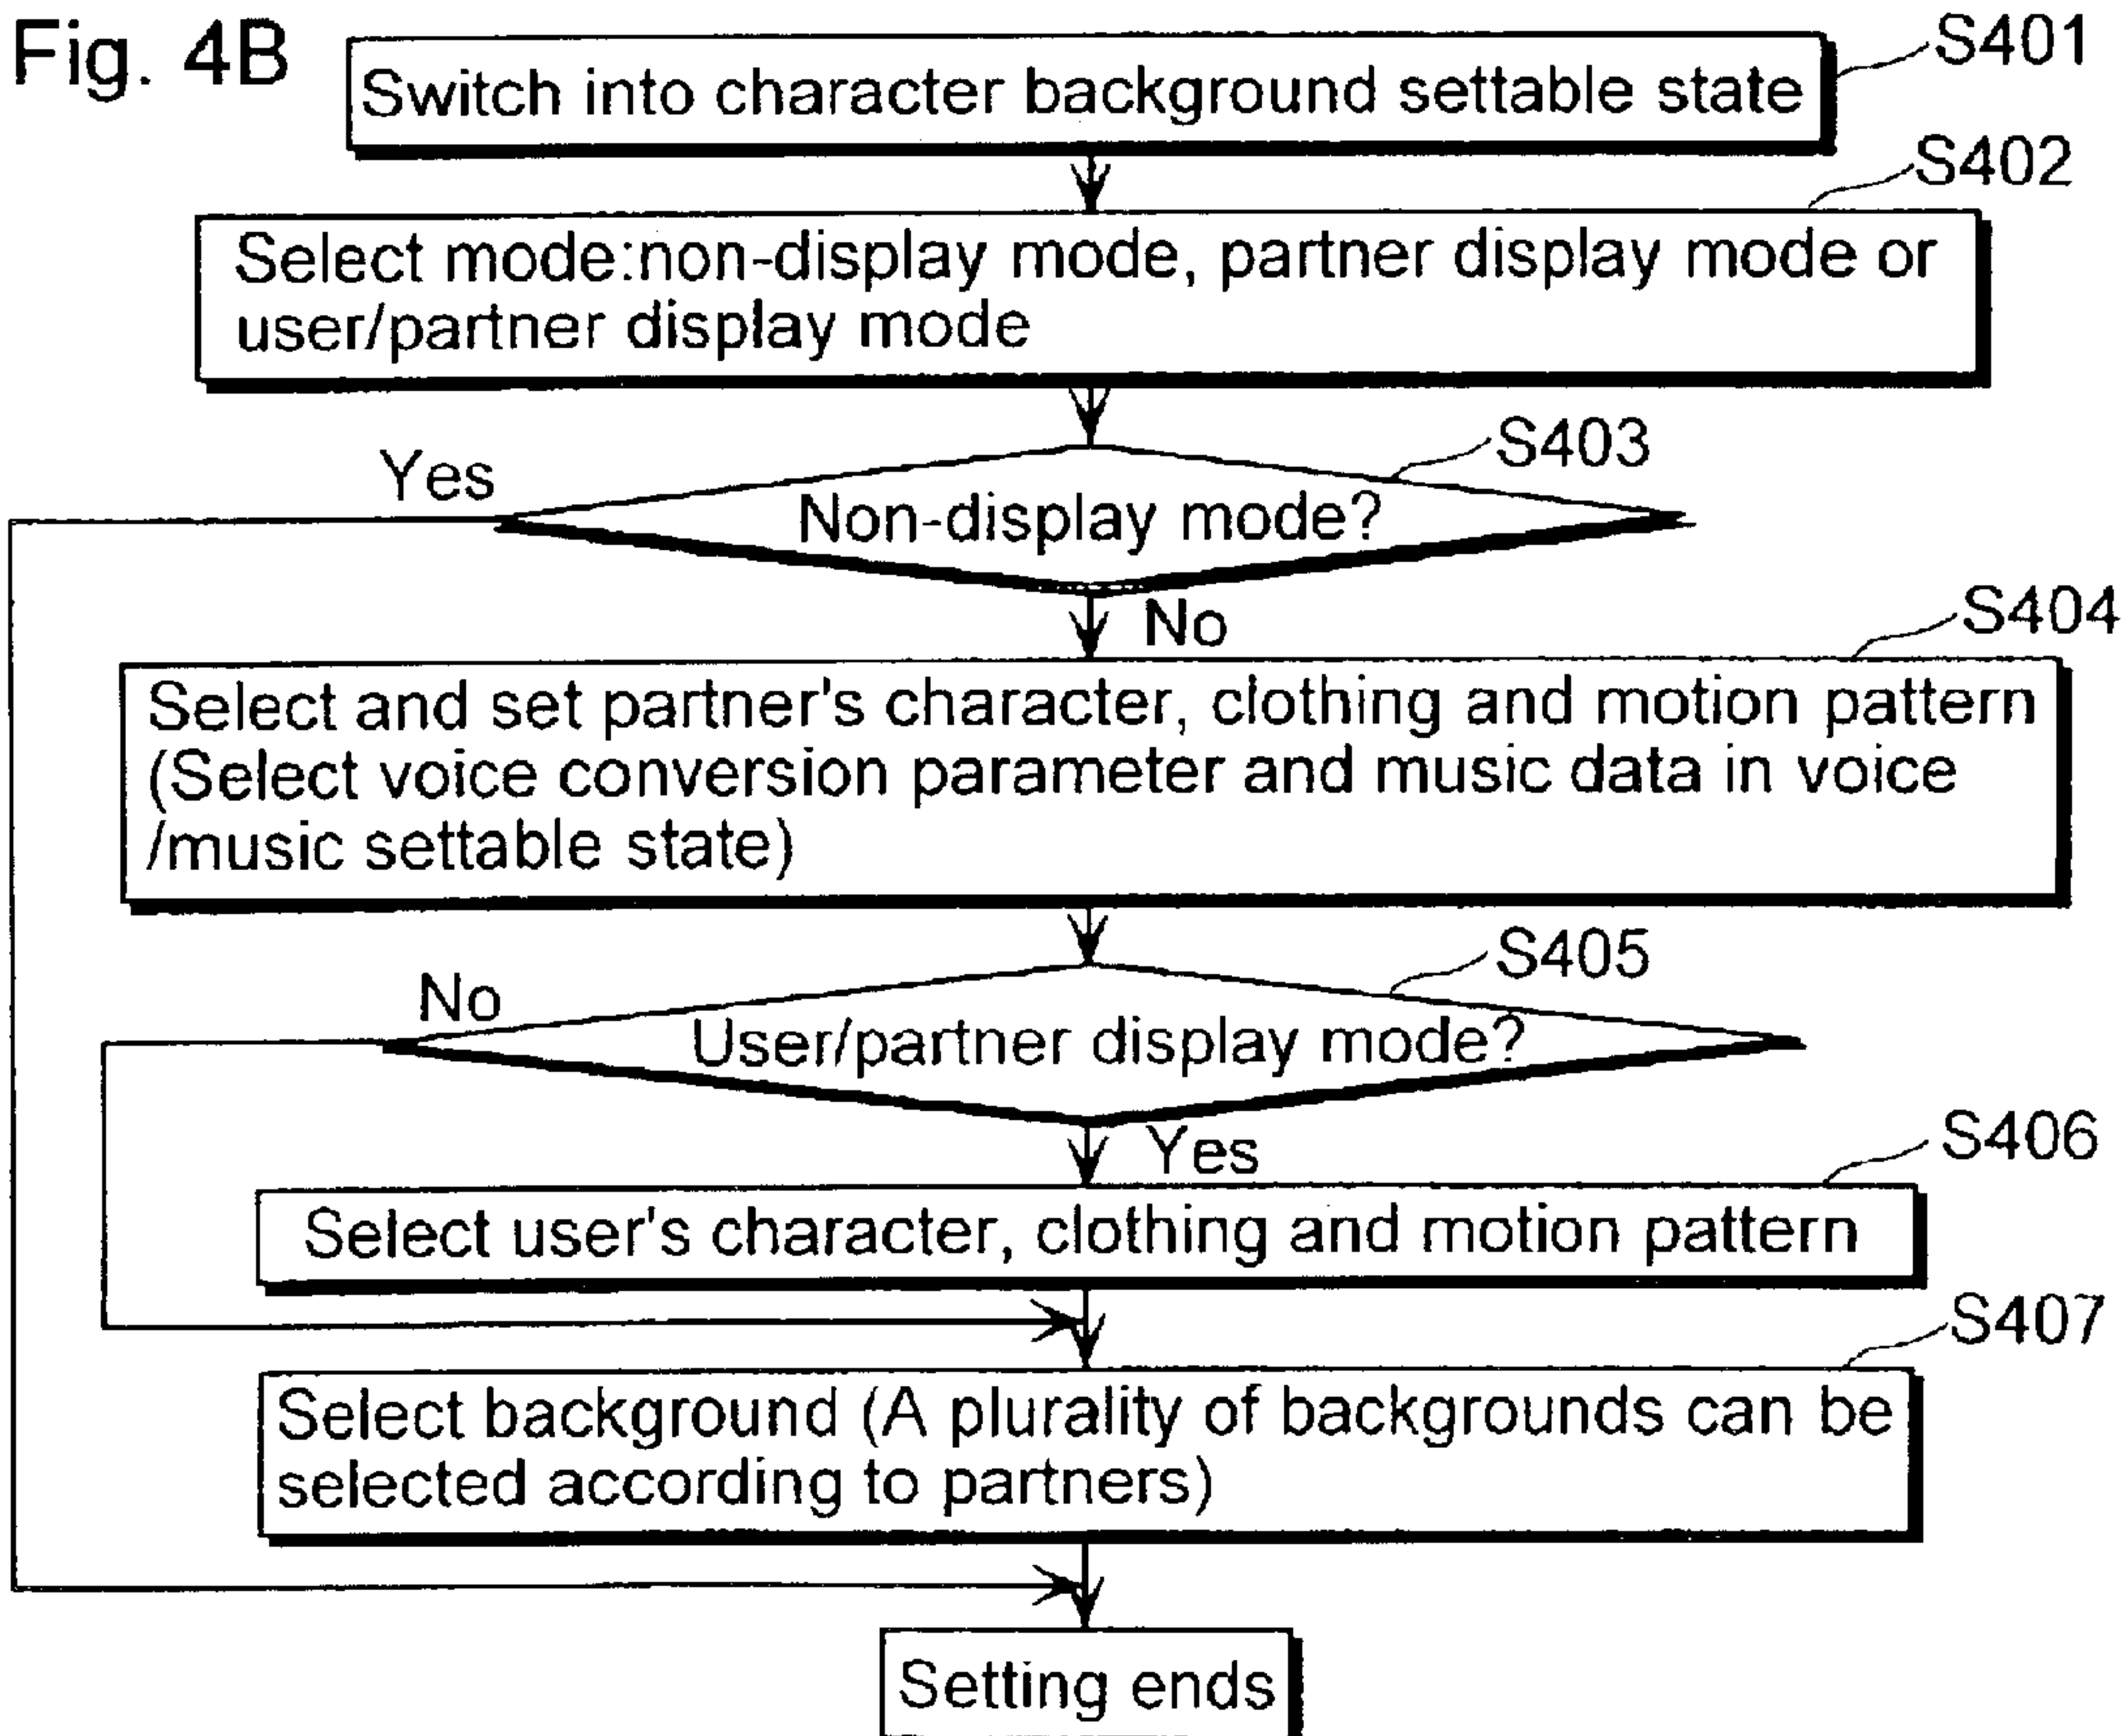 Fig. 4B
S401
Switch into character background settable state
S402
Select mode:non-display mode, partner display mode or
user/partner display mode
S403
Yes
Non-display mode?
No
S404
Select and set partner's character, clothing and motion pattern
(Select voice conversion parameter and music data in voice
/music settable state)
S405
No
User/partner display mode?
Yes
S406
Select user's character, clothing and motion pattern
S407
Select background (A plurality of backgrounds can be
selected according to partners)
Setting ends